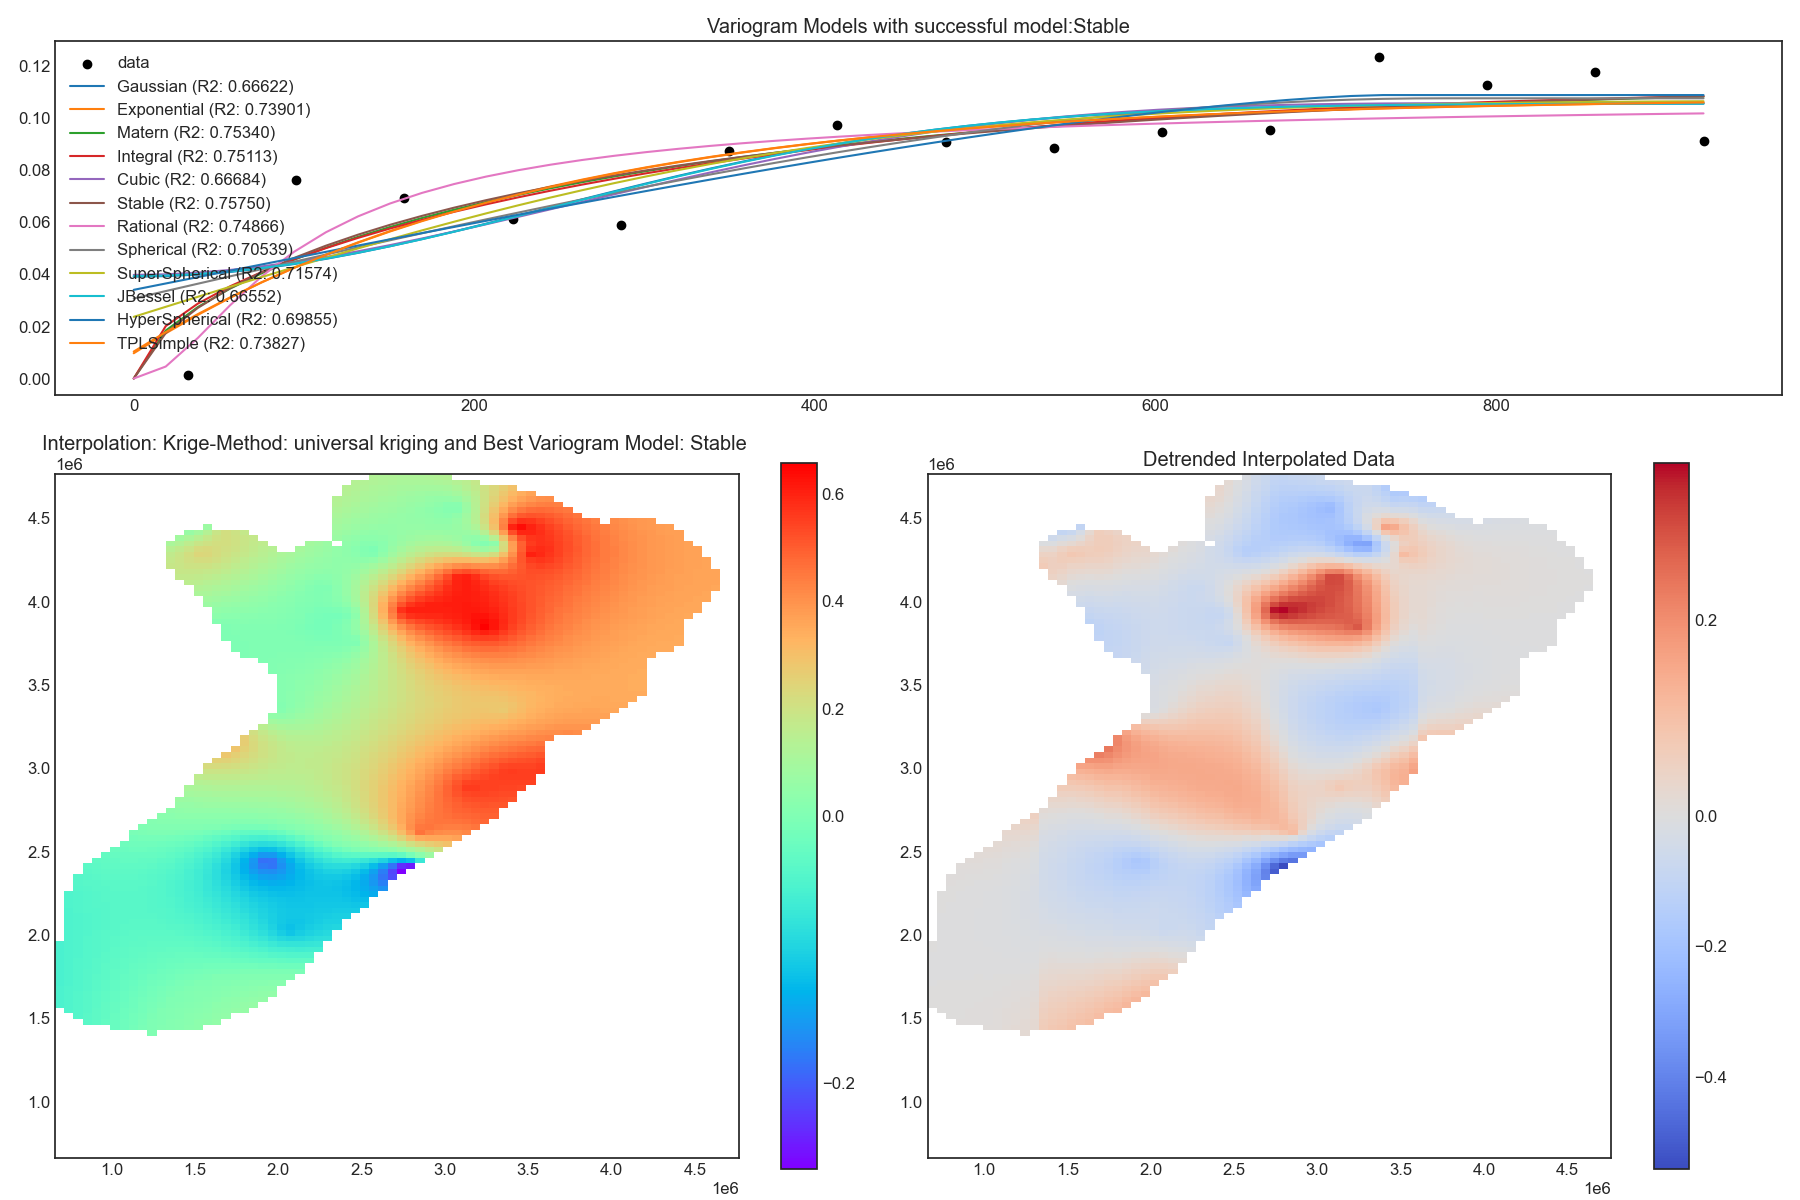 Variogram Models with successful model:Stable
0.12
0.10
0.08
0.06
0.04
0.02
0.00
data
Gaussian (R2: 0.66622)
Exponential (R2: 0.73901)
Matern (R2: 0.75340)
Integral (R2: 0.75113)
Cubic (R2: 0.66684)
Stable (R2: 0.75750)
Rational (R2: 0.74866)
Spherical (R2: 0.70539)
SuperSpherical (R2: 0.71574)
JBessel (R2: 0.66552)
HyperSpherical (R2: 0.69855)
TPLSimple (R2: 0.73827)
0 200 400 600 800
Interpolation: Krige-Method: universal kriging and Best Variogram Model: Stable
1e6
4.5
4.0
3.5
3.0
2.5
2.0
1.5
1.0
1.0 1.5 2.0 2.5 3.0 3.5 4.0 4.5
1e6
0.6
0.4
0.2
0.0
−0.2
Detrended Interpolated Data
1e6
4.5
4.0
3.5
3.0
2.5
2.0
1.5
1.0
1.0 1.5 2.0 2.5 3.0 3.5 4.0 4.5
1e6
0.2
0.0
−0.2
−0.4